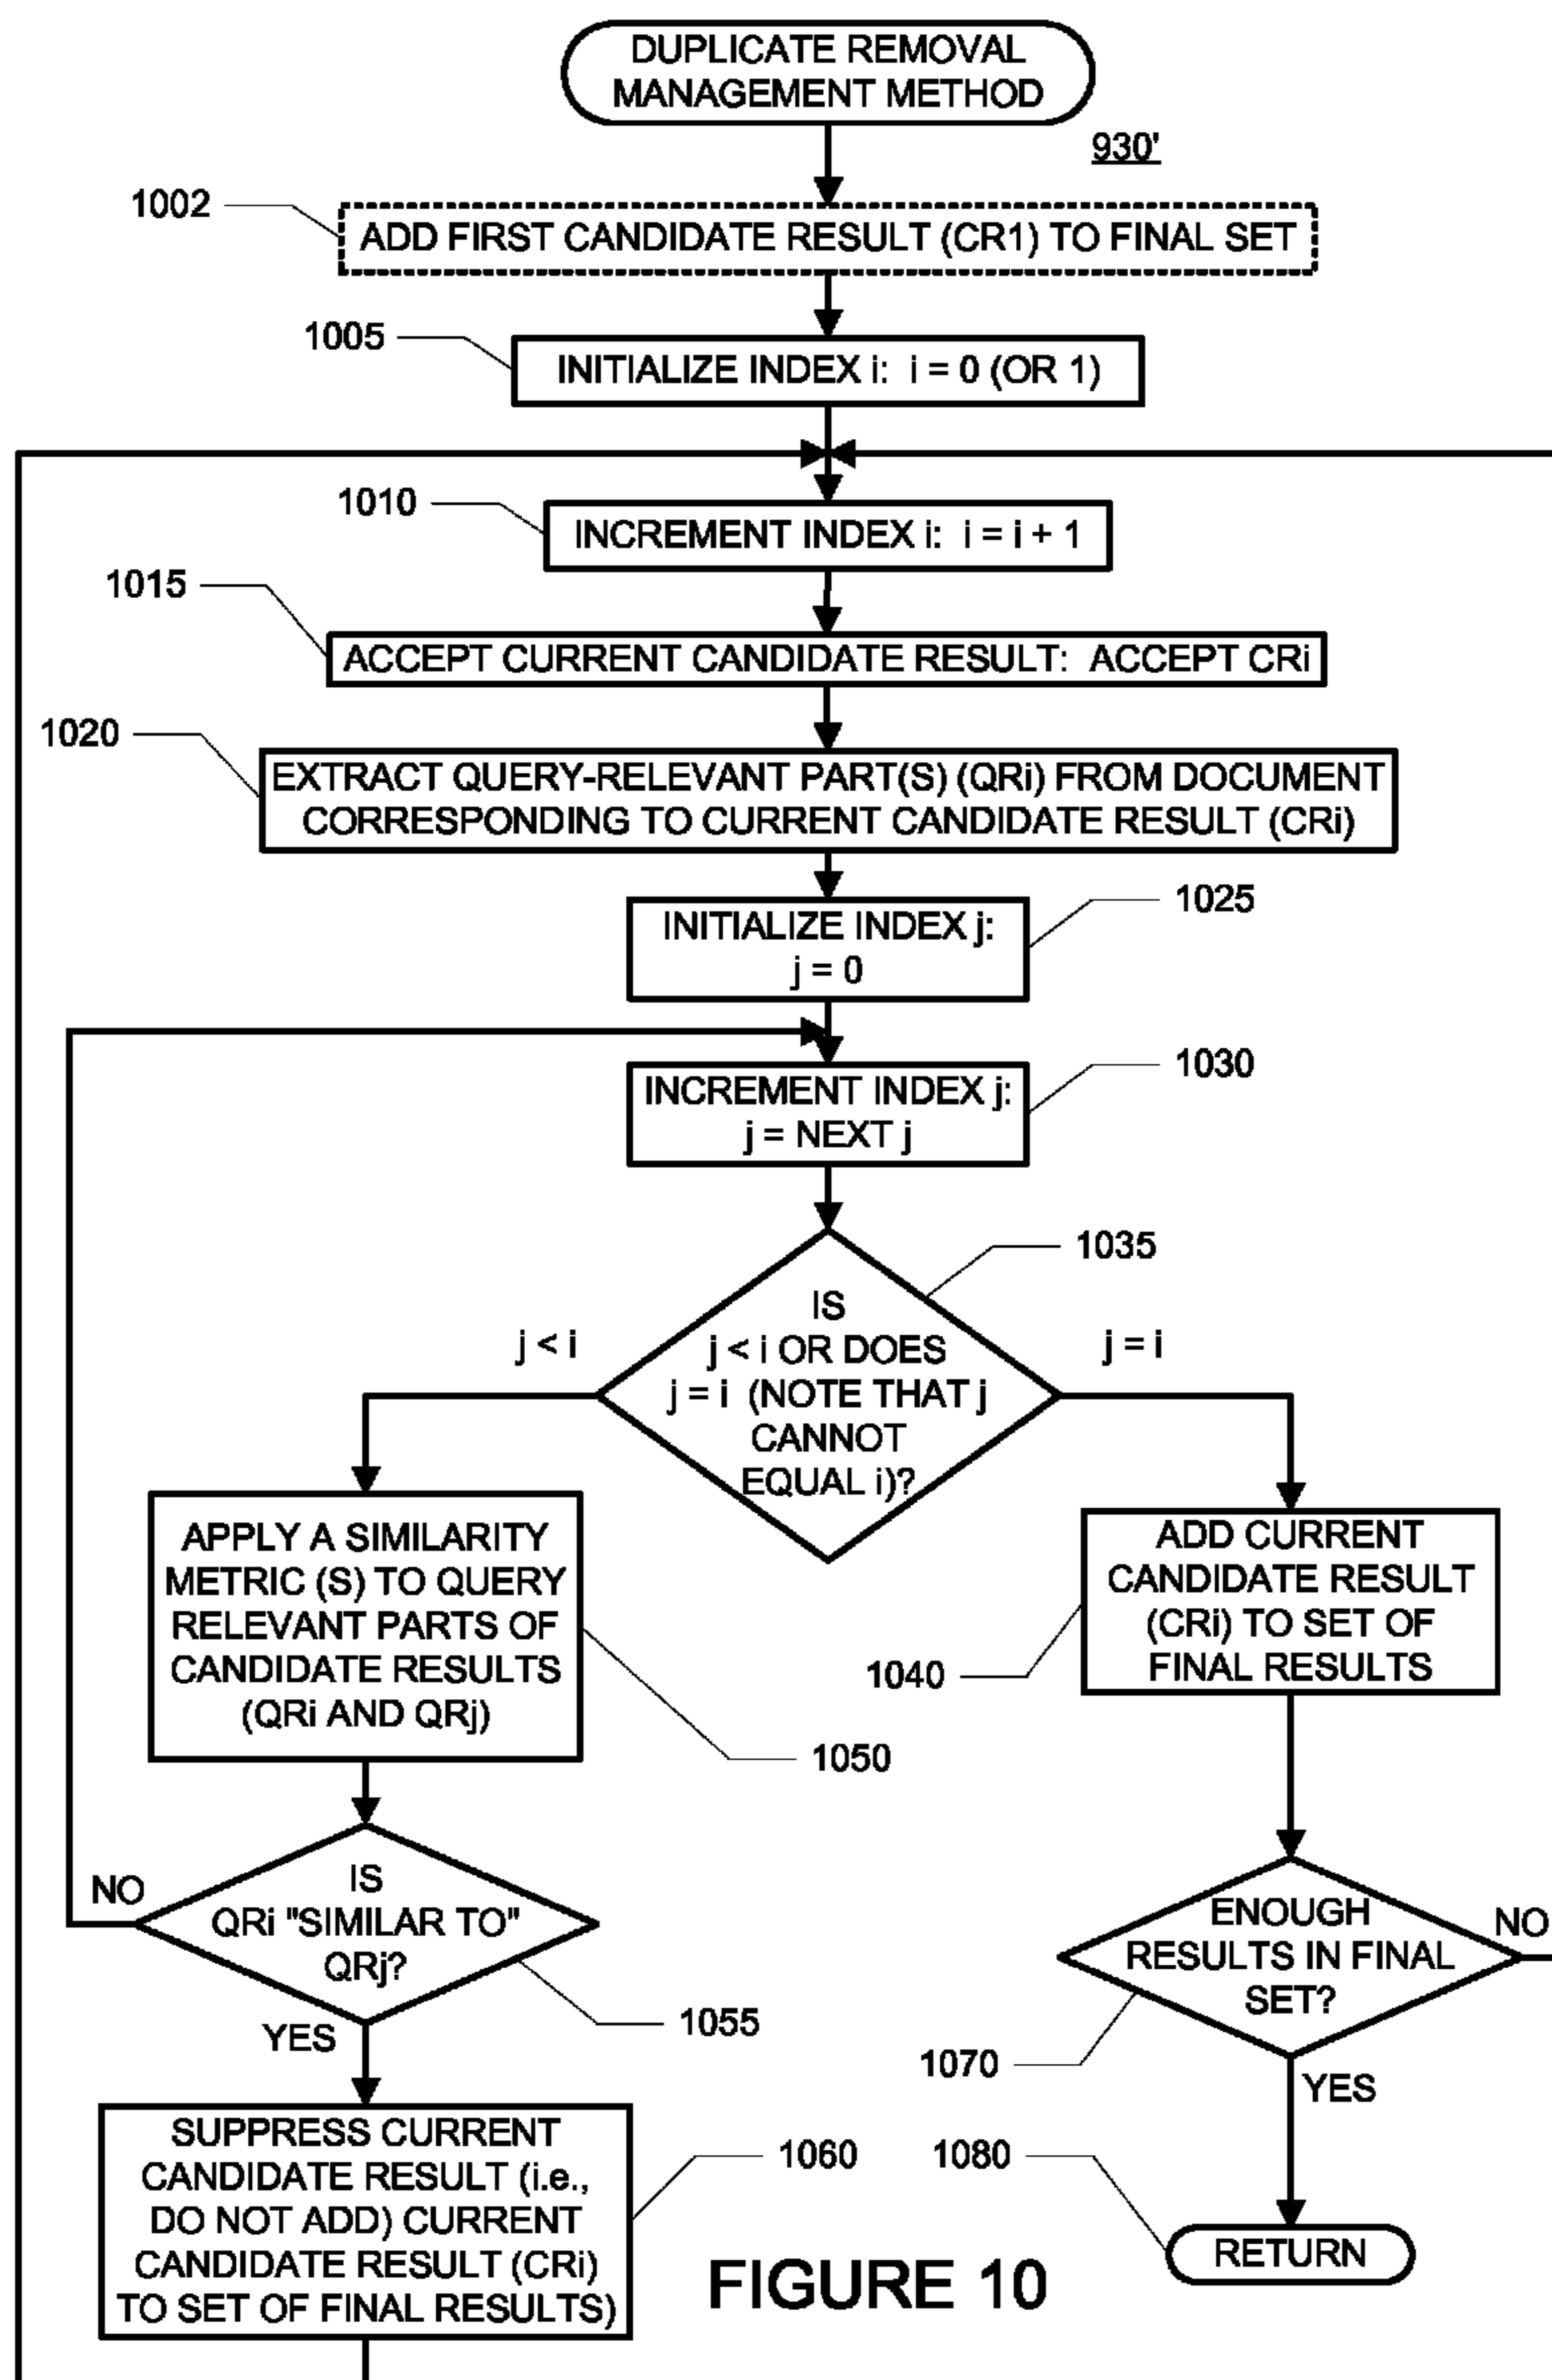 DUPLICATE REMOVAL
MANAGEMENT METHOD
930'
1002
ADD FIRST CANDIDATE RESULT (CR1) TO FINAL SET
1005
INITIALIZE INDEX i: i = 0 (OR 1)
1010
INCREMENT INDEX i: i = i + 1
1015
ACCEPT CURRENT CANDIDATE RESULT: ACCEPT CRi
1020
EXTRACT QUERY-RELEVANT PART(S) (QRi) FROM DOCUMENT
CORRESPONDING TO CURRENT CANDIDATE RESULT (CRi)
1025
INITIALIZE INDEX j:
j = 0
1030
INCREMENT INDEX j:
j = NEXT j
1035
IS
j < i OR DOES
j = i (NOTE THAT j
CANNOT
EQUAL i)?
j < i
j = i
APPLY A SIMILARITY
METRIC (S) TO QUERY
RELEVANT PARTS OF
CANDIDATE RESULTS
(QRi AND QRj)
1050
ADD CURRENT
CANDIDATE RESULT
(CRi) TO SET OF
FINAL RESULTS
1040
NO
IS
QRi "SIMILAR TO"
QRj?
1055
YES
ENOUGH
RESULTS IN FINAL
SET?
NO
1070
YES
SUPPRESS CURRENT
CANDIDATE RESULT (i.e.,
DO NOT ADD) CURRENT
CANDIDATE RESULT (CRi)
TO SET OF FINAL RESULTS)
1060
1080
RETURN
FIGURE 10